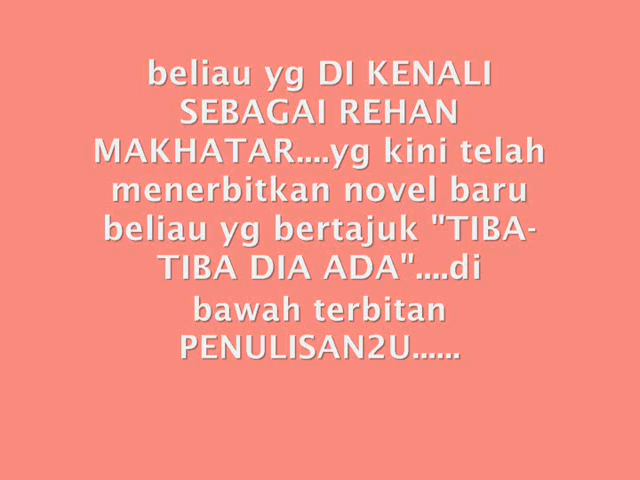 beliau yg DI KENALI
SEBAGAI REHAN
MAKHATAR....yg kini telah
menerbitkan novel baru
beliau yg bertajuk "TIBA-
TIBA DIA ADA"....di
bawah terbitan
PENULISAN2U......